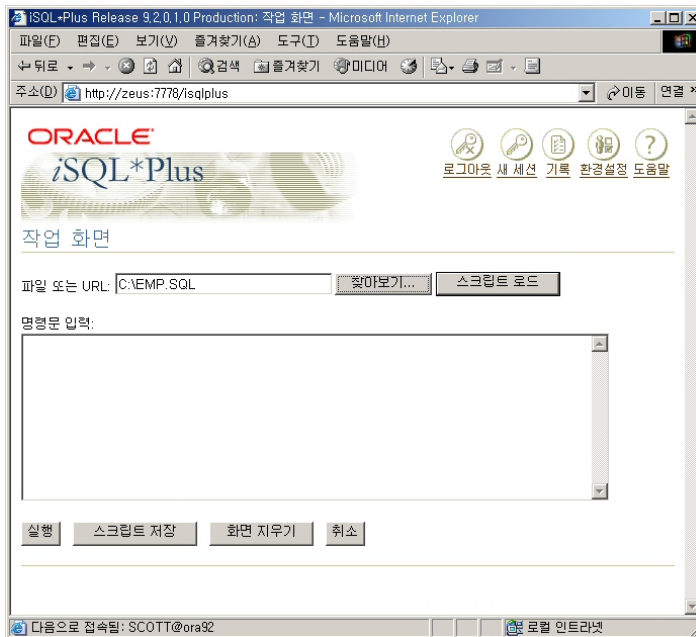 iSQL*Plus Release 9,2,0,1,0 Production: 작업 화면 - Microsoft Internet Explorer
파일(F) 편집(E) 보기(V) 즐겨찾기(A) 도구(T) 도움말(H)
뒤로 검색 즐겨찾기 미디어
주소(D) http://zeus:7778/isqlplus 이동 연결 »
ORACLE
iSQL*Plus
로그아웃 새 세션 기록 환경설정 도움말
작업 화면
파일 또는 URL: C:\EMP.SQL 찾아보기... 스크립트 로드
명령문 입력:
실행 스크립트 저장 화면 지우기 취소
다음으로 접속됨: SCOTT@ora92 로컬 인트라넷